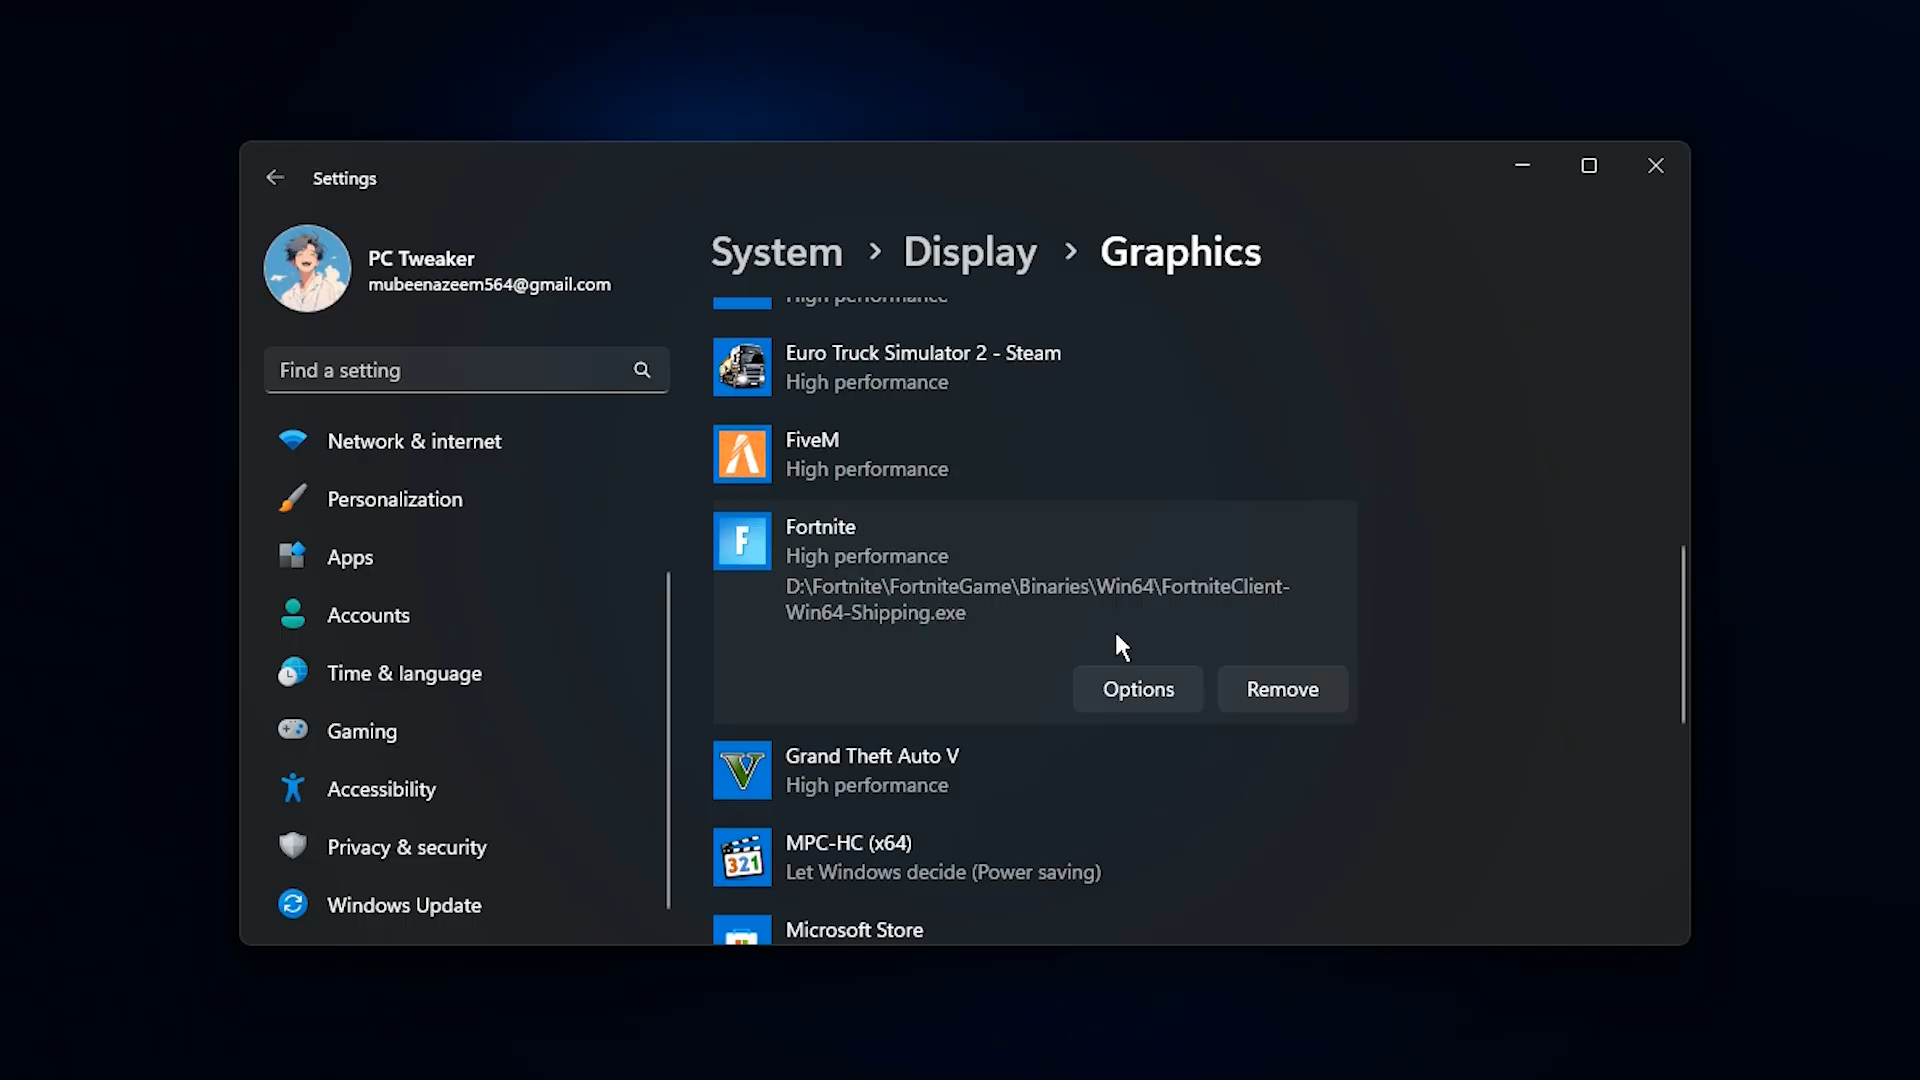 Settings
PC Tweaker
mubeenazeem564@gmail.com
Find a setting
Network & internet
Personalization
Apps
Accounts
Time & language
Gaming
Accessibility
Privacy & security
Windows Update
System > Display > Graphics
High performance
Euro Truck Simulator 2 - Steam
High performance
FiveM
High performance
F
Fortnite
High performance
D:\Fortnite\FortniteGame\Binaries\Win64\FortniteClient-
Win64-Shipping.exe
Options
Remove
V
Grand Theft Auto V
High performance
321
MPC-HC (x64)
Let Windows decide (Power saving)
Microsoft Store